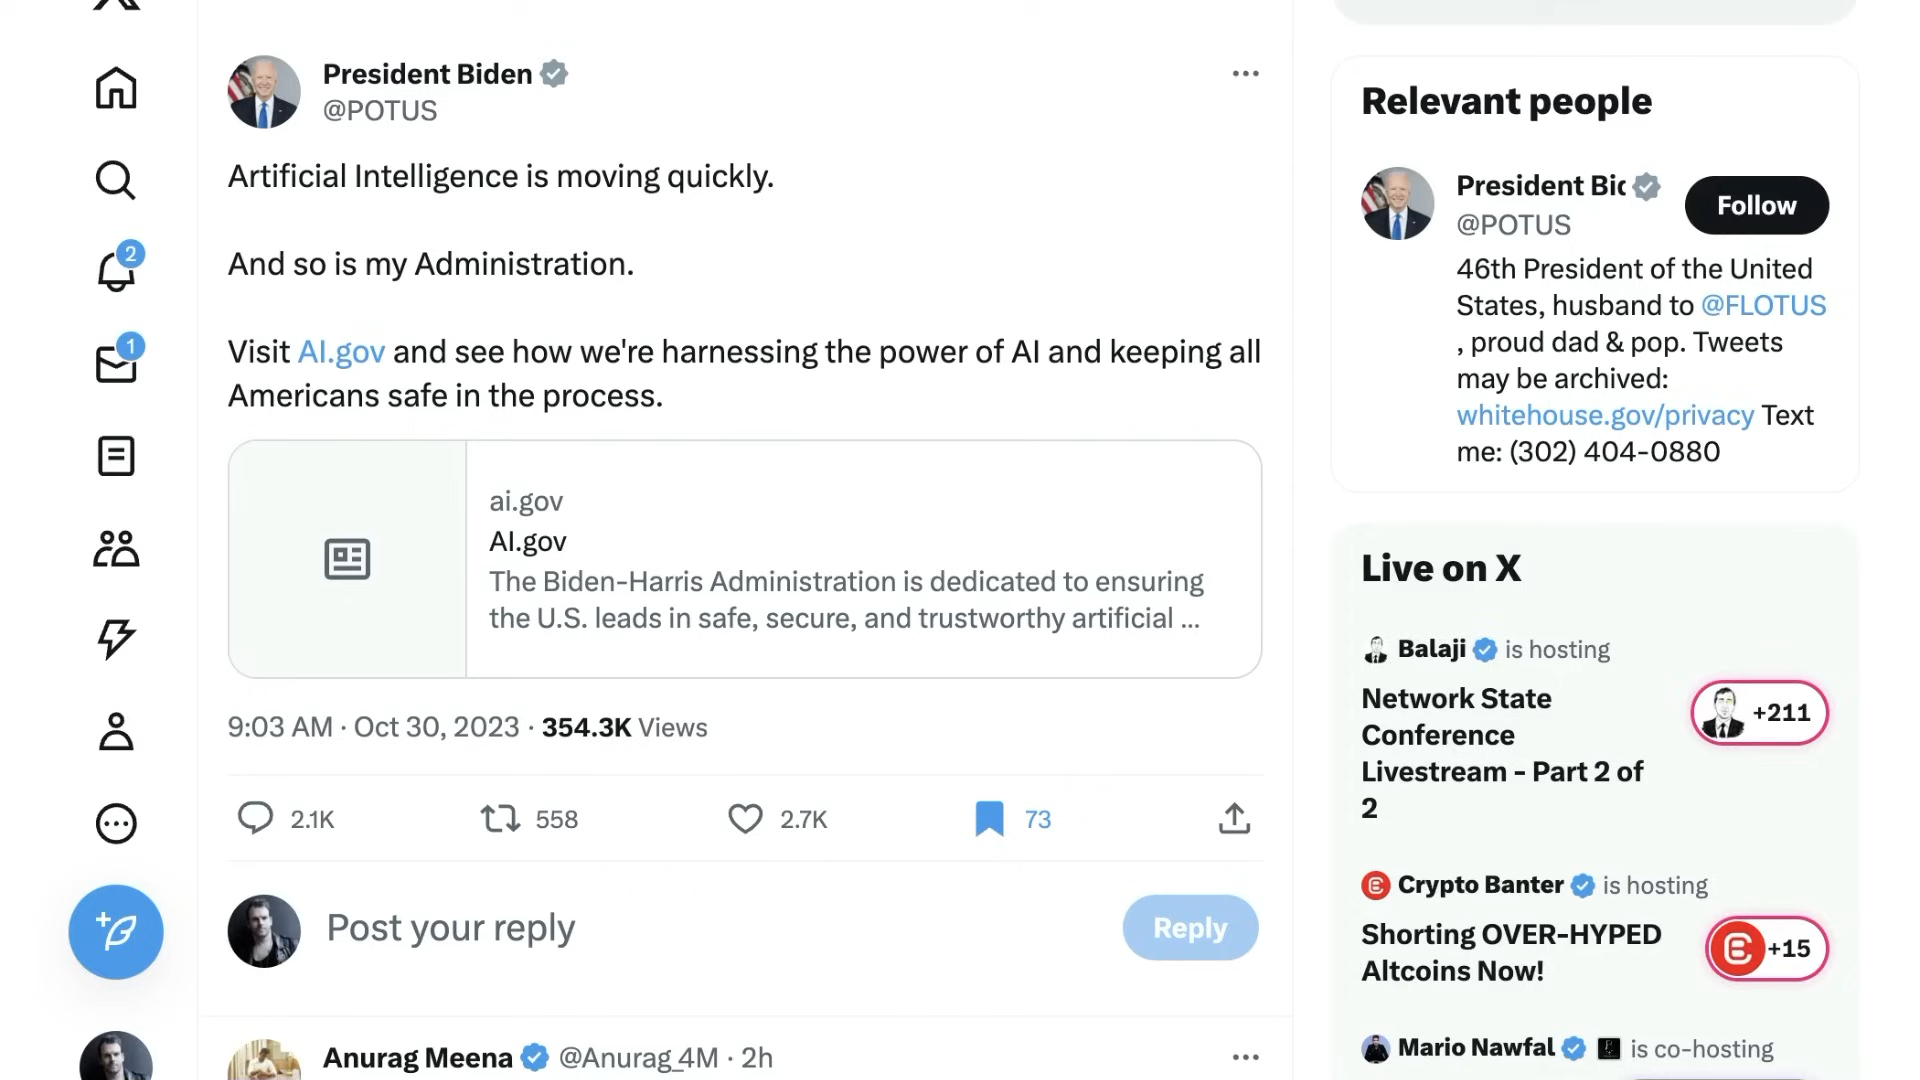 President Biden
@POTUS
Artificial Intelligence is moving quickly.
And so is my Administration.
Visit AI.gov and see how we're harnessing the power of AI and keeping all
Americans safe in the process.
ai.gov
AI.gov
The Biden-Harris Administration is dedicated to ensuring
the U.S. leads in safe, secure, and trustworthy artificial ...
9:03 AM · Oct 30, 2023 · 354.3K Views
2.1K 558 2.7K 73
Post your reply
Reply
Anurag Meena @Anurag_4M · 2h
2
1
Relevant people
President Bic
@POTUS
Follow
46th President of the United
States, husband to @FLOTUS
, proud dad & pop. Tweets
may be archived:
whitehouse.gov/privacy Text
me: (302) 404-0880
Live on X
Balaji is hosting
Network State
Conference
Livestream - Part 2 of
2
+211
Crypto Banter is hosting
Shorting OVER-HYPED
Altcoins Now!
+15
Mario Nawfal is co-hosting